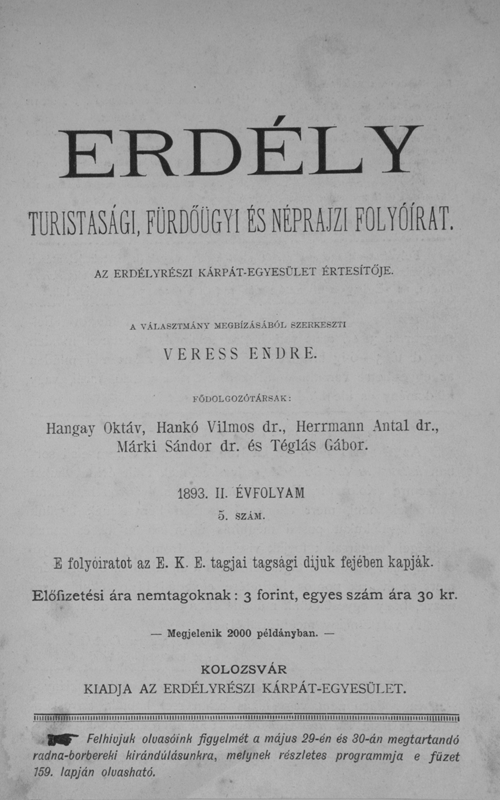 ERDÉLY
TURISTASÁGI, FÜRDŐÜGYI ÉS NÉPRAJZI FOLYÓÍRAT.
AZ ERDÉLYRÉSZI KÁRPÁT-EGYESÜLET ÉRTESÍTŐJE.
A VÁLASZTMÁNY MEGBÍZÁSÁBÓL SZERKESZTI
VERESS ENDRE.
FŐDOLGOZÓTÁRSAK:
Hangay Oktáv, Hankó Vilmos dr., Herrmann Antal dr.,
Márki Sándor dr. és Téglás Gábor.
1893. II. ÉVFOLYAM
5. SZÁM.
E folyóiratot az E. K. E. tagjai tagsági dijuk fejében kapják.
Előfizetési ára nemtagoknak: 3 forint, egyes szám ára 30 kr.
— Megjelenik 2000 példányban. —
KOLOZSVÁR
KIADJA AZ ERDÉLYRÉSZI KÁRPÁT-EGYESÜLET.
Felhívjuk olvasóink figyelmét a május 29-én és 30-án megtartandó
radna-borbereki kirándúlásunkra, melynek részletes programmja e füzet
159. lapján olvasható.